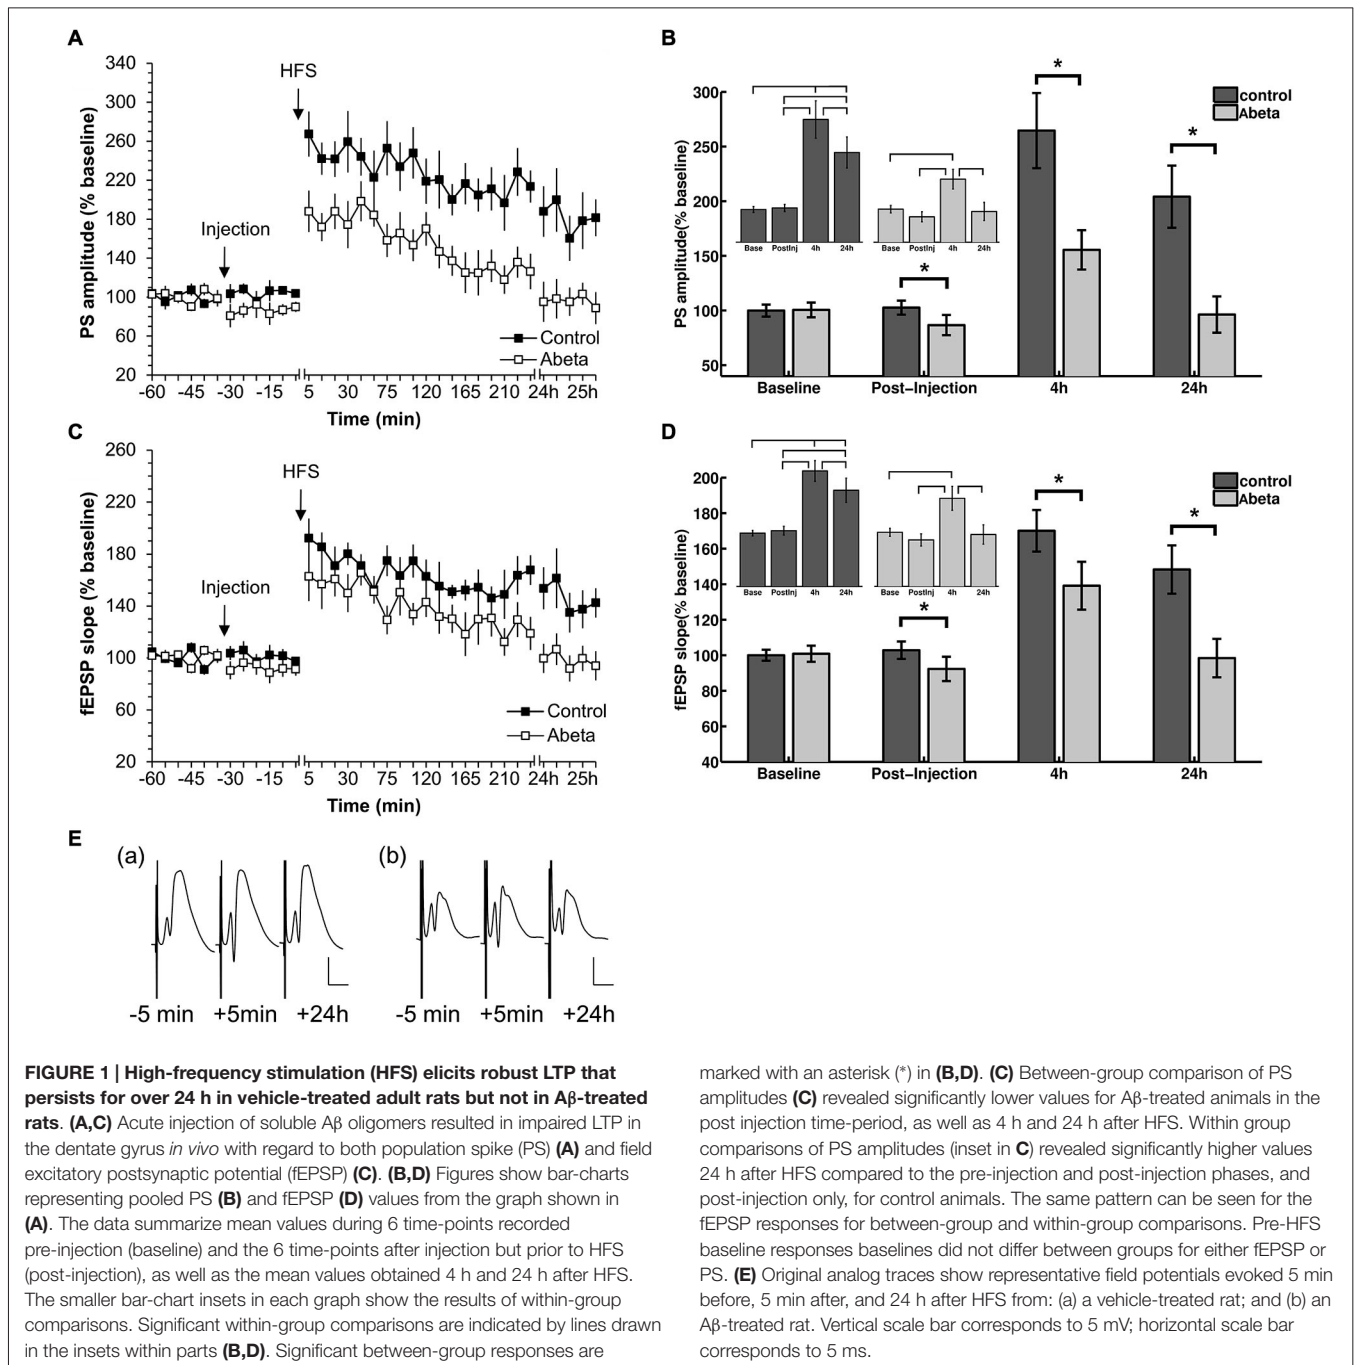 A
340
300
260
220
180
140
100
60
20
PS amplitude (% baseline)
HFS
Injection
Control
Abeta
-60 -45 -30 -15 5 30 75 120 165 210 24h 25h
Time (min)
B
300
250
200
150
100
50
PS amplitude(% baseline)
control
Abeta
*
*
*
Base PostInj 4h 24h
Base PostInj 4h 24h
Baseline Post–Injection 4h 24h
C
260
220
180
140
100
60
20
fEPSP slope(% baseline)
HFS
Injection
Control
Abeta
-60 -45 -30 -15 5 30 75 120 165 210 24h 25h
Time (min)
D
200
180
160
140
120
100
80
60
40
fEPSP slope(% baseline)
control
Abeta
*
*
*
Base PostInj 4h 24h
Base PostInj 4h 24h
Baseline Post–Injection 4h 24h
E
(a)
-5 min +5min +24h
(b)
-5 min +5min +24h
FIGURE 1 | High-frequency stimulation (HFS) elicits robust LTP that
persists for over 24 h in vehicle-treated adult rats but not in Aβ-treated
rats. (A,C) Acute injection of soluble Aβ oligomers resulted in impaired LTP in
the dentate gyrus in vivo with regard to both population spike (PS) (A) and field
excitatory postsynaptic potential (fEPSP) (C). (B,D) Figures show bar-charts
representing pooled PS (B) and fEPSP (D) values from the graph shown in
(A). The data summarize mean values during 6 time-points recorded
pre-injection (baseline) and the 6 time-points after injection but prior to HFS
(post-injection), as well as the mean values obtained 4 h and 24 h after HFS.
The smaller bar-chart insets in each graph show the results of within-group
comparisons. Significant within-group comparisons are indicated by lines drawn
in the insets within parts (B,D). Significant between-group responses are
marked with an asterisk (*) in (B,D). (C) Between-group comparison of PS
amplitudes (C) revealed significantly lower values for Aβ-treated animals in the
post injection time-period, as well as 4 h and 24 h after HFS. Within group
comparisons of PS amplitudes (inset in C) revealed significantly higher values
24 h after HFS compared to the pre-injection and post-injection phases, and
post-injection only, for control animals. The same pattern can be seen for the
fEPSP responses for between-group and within-group comparisons. Pre-HFS
baseline responses baselines did not differ between groups for either fEPSP or
PS. (E) Original analog traces show representative field potentials evoked 5 min
before, 5 min after, and 24 h after HFS from: (a) a vehicle-treated rat; and (b) an
Aβ-treated rat. Vertical scale bar corresponds to 5 mV; horizontal scale bar
corresponds to 5 ms.